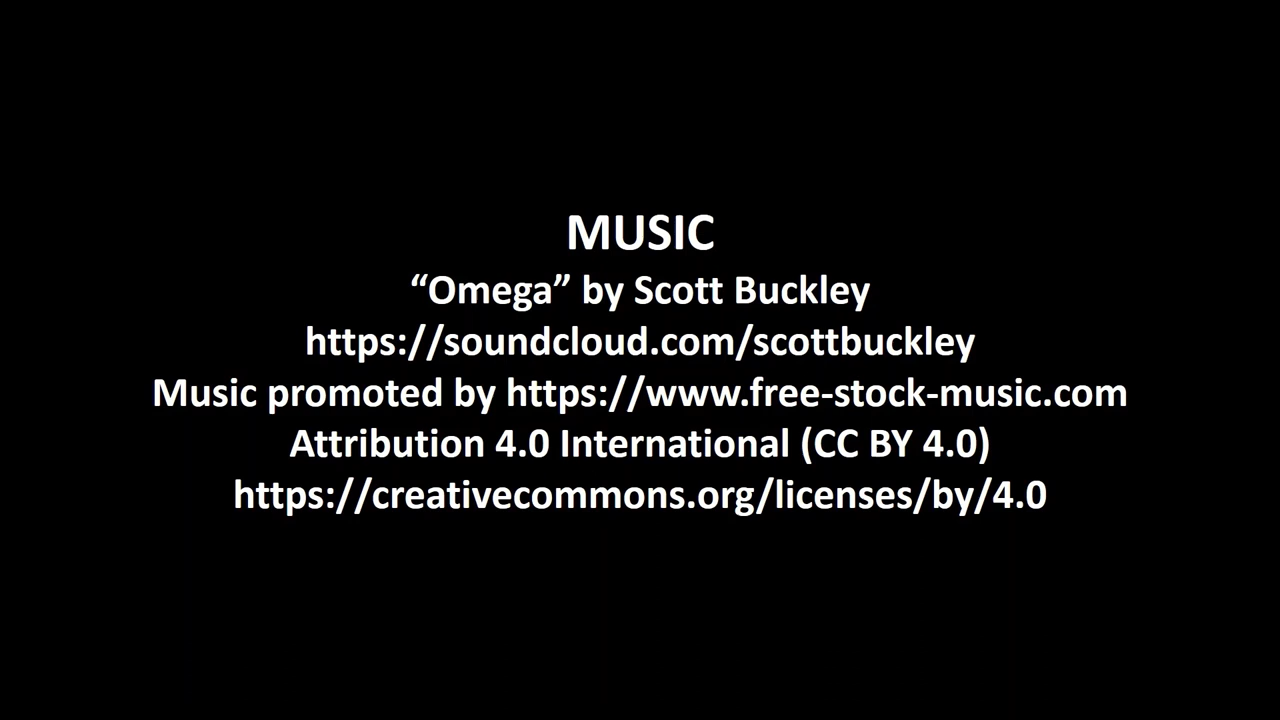 MUSIC
“Omega” by Scott Buckley
https://soundcloud.com/scottbuckley
Music promoted by https://www.free-stock-music.com
Attribution 4.0 International (CC BY 4.0)
https://creativecommons.org/licenses/by/4.0